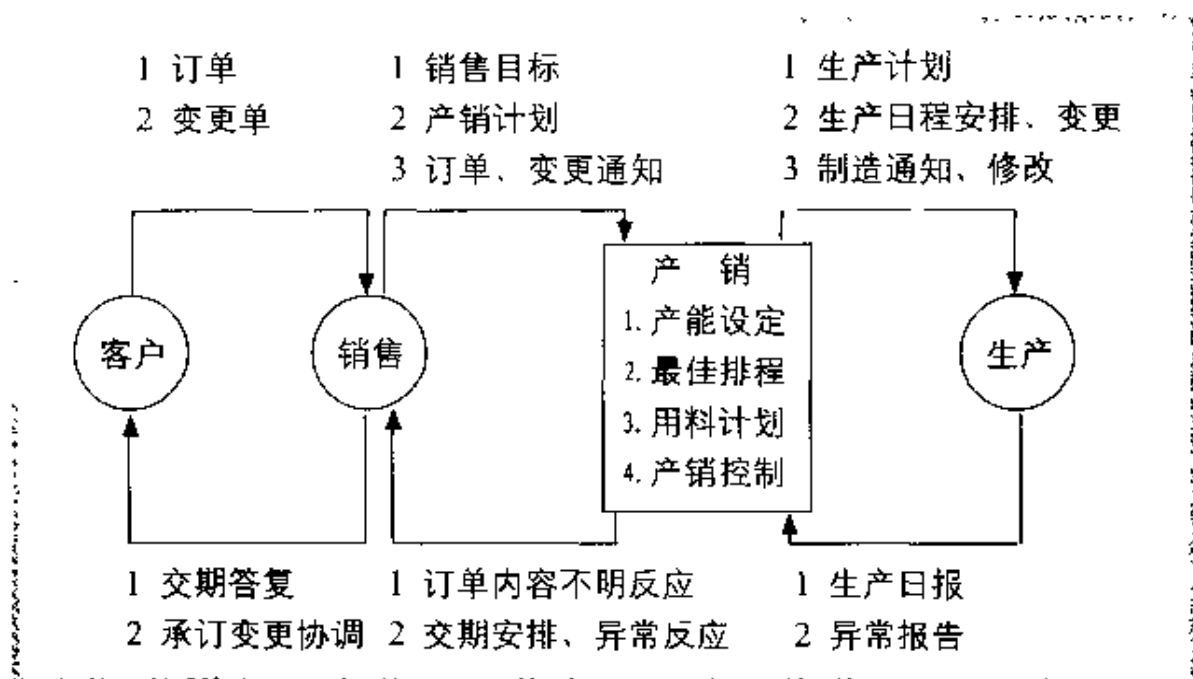 1 订单
2 变更单
1 销售目标
2 产销计划
3 订单、变更通知
1 生产计划
2 生产日程安排、变更
3 制造通知、修改
客户
销售
产 销
1. 产能设定
2. 最佳排程
3. 用料计划
4. 产销控制
生产
1 交期答复
2 承订变更协调
1 订单内容不明反应
2 交期安排、异常反应
1 生产日报
2 异常报告